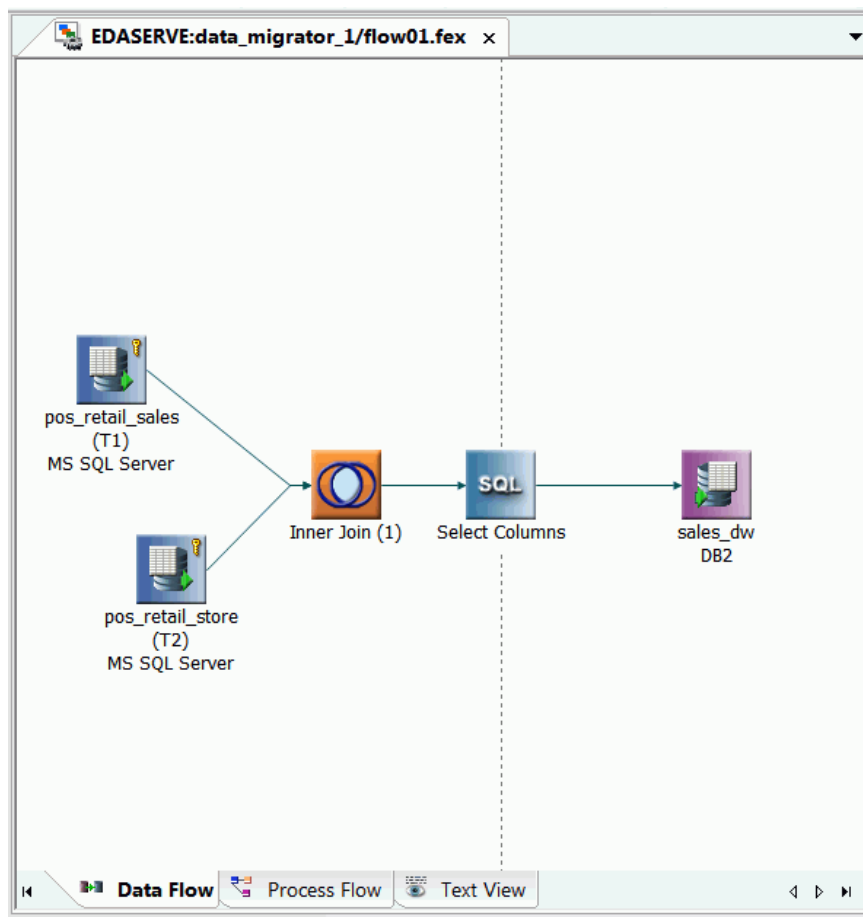 EDASERVE:data_migrator_1/flow01.fex ×
pos_retail_sales
(T1)
MS SQL Server
Inner Join (1)
SQL
Select Columns
sales_dw
DB2
pos_retail_store
(T2)
MS SQL Server
Data Flow
Process Flow
Text View